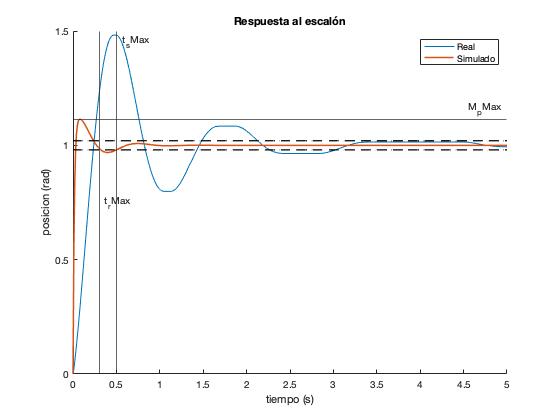 Respuesta al escalón
1.5
t_sMax
Real
Simulado
M_pMax
1
t_rMax
posicion (rad)
0.5
0
0
0.5
1
1.5
2
2.5
3
3.5
4
4.5
5
tiempo (s)